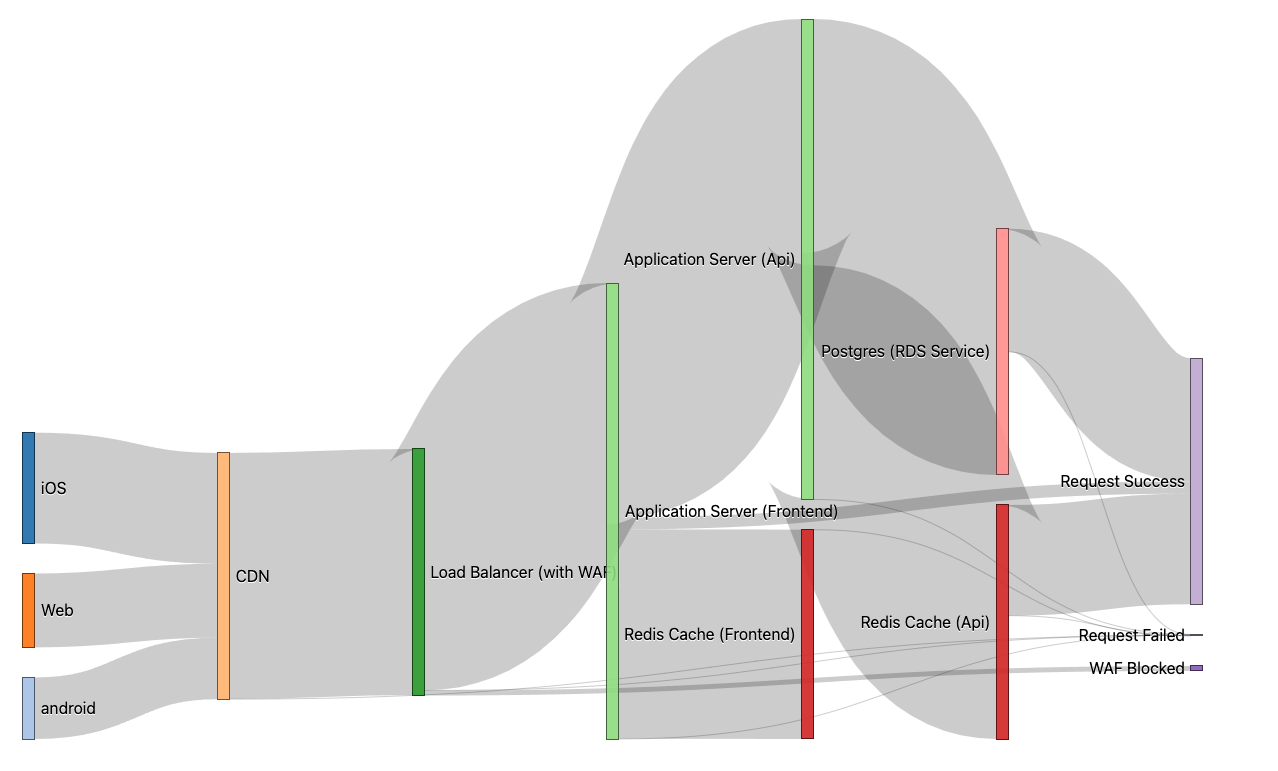 iOS
Web
android
CDN
Load Balancer (with WAF)
Application Server (Frontend)
Application Server (Api)
Redis Cache (Frontend)
Postgres (RDS Service)
Redis Cache (Api)
Request Success
Request Failed
WAF Blocked